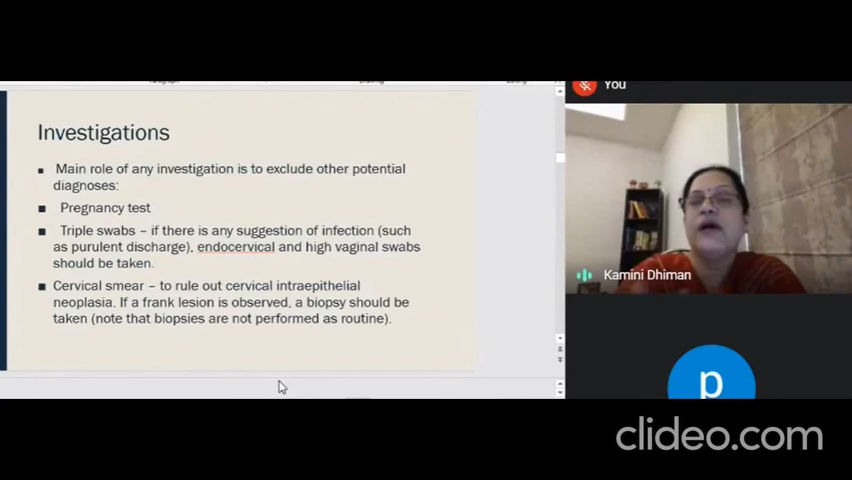 You
Investigations
▪ Main role of any investigation is to exclude other potential
diagnoses:
▪ Pregnancy test
▪ Triple swabs – if there is any suggestion of infection (such
as purulent discharge), endocervical and high vaginal swabs
should be taken.
▪ Cervical smear – to rule out cervical intraepithelial
neoplasia. If a frank lesion is observed, a biopsy should be
taken (note that biopsies are not performed as routine).
Kamini Dhiman
p
clideo.com